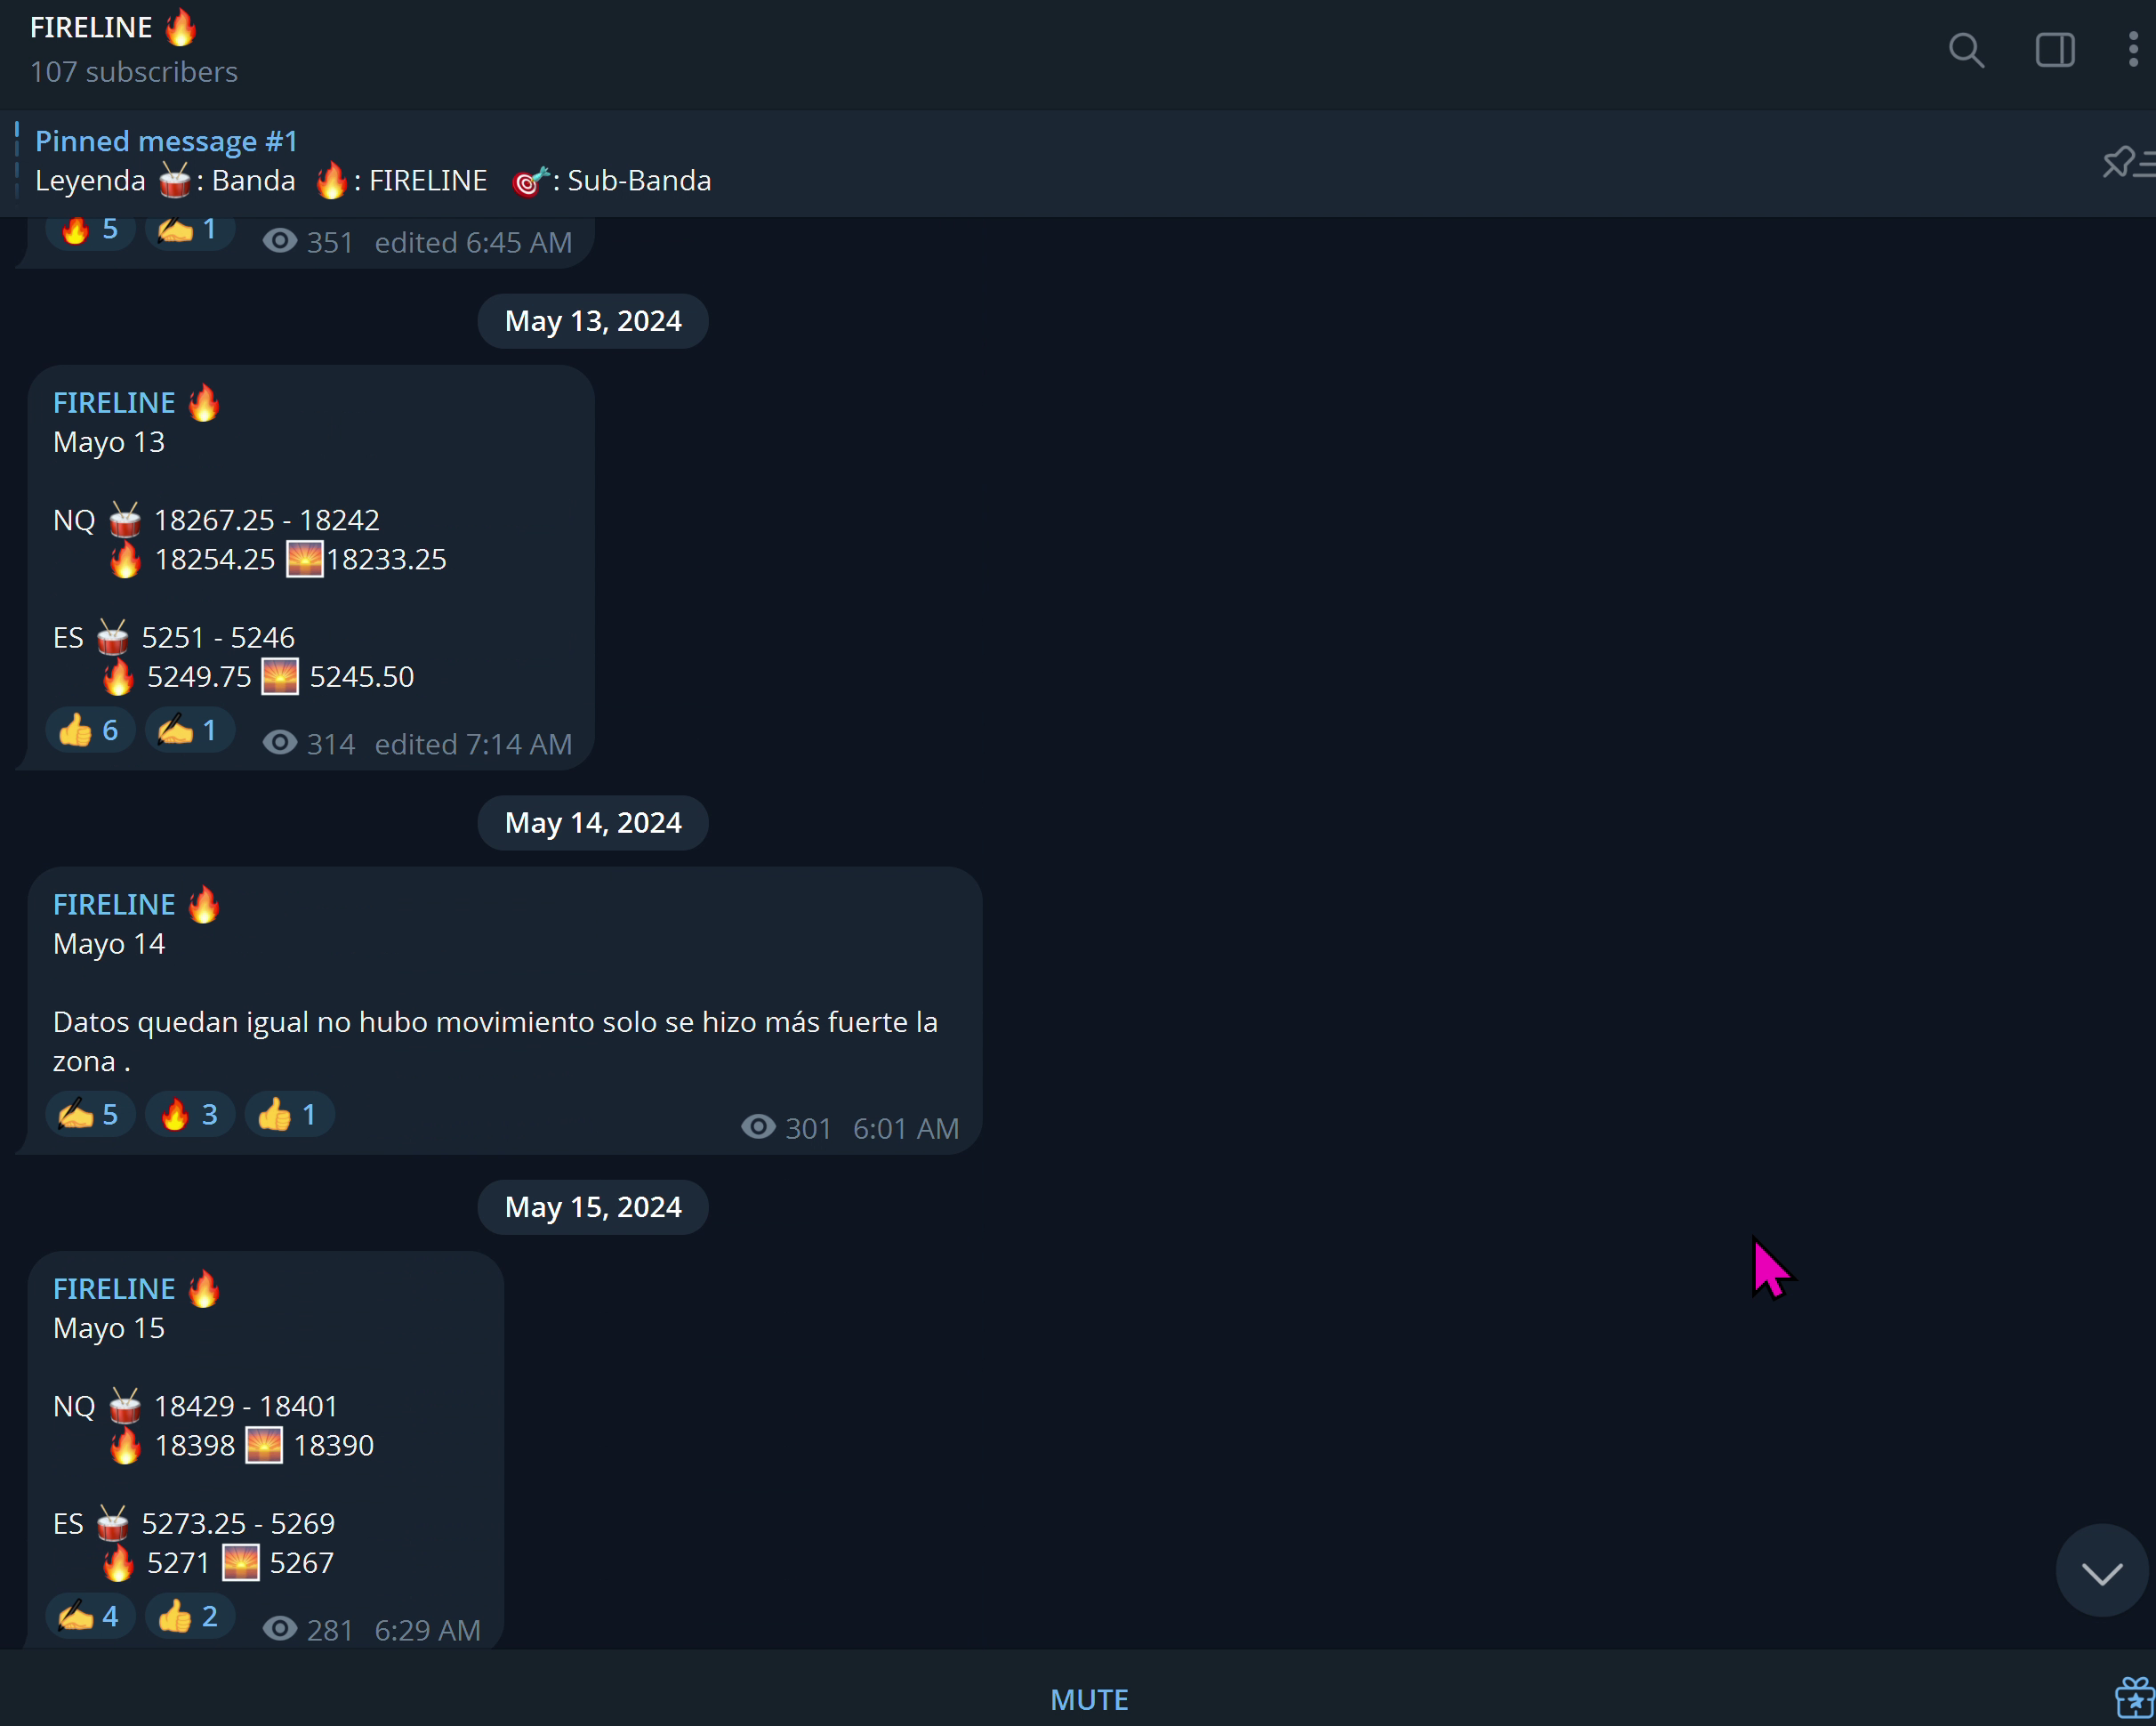 FIRELINE 🔥
107 subscribers
Pinned message #1
Leyenda 🥁: Banda 🔥: FIRELINE 🎯: Sub-Banda
🔥 5 ✍️ 1 351 edited 6:45 AM
May 13, 2024
FIRELINE 🔥
Mayo 13
NQ 🥁 18267.25 - 18242
🔥 18254.25 🌅18233.25
ES 🥁 5251 - 5246
🔥 5249.75 🌅 5245.50
👍 6 ✍️ 1 314 edited 7:14 AM
May 14, 2024
FIRELINE 🔥
Mayo 14
Datos quedan igual no hubo movimiento solo se hizo más fuerte la
zona .
✍️ 5 🔥 3 👍 1 301 6:01 AM
May 15, 2024
FIRELINE 🔥
Mayo 15
NQ 🥁 18429 - 18401
🔥 18398 🌅 18390
ES 🥁 5273.25 - 5269
🔥 5271 🌅 5267
✍️ 4 👍 2 281 6:29 AM
MUTE